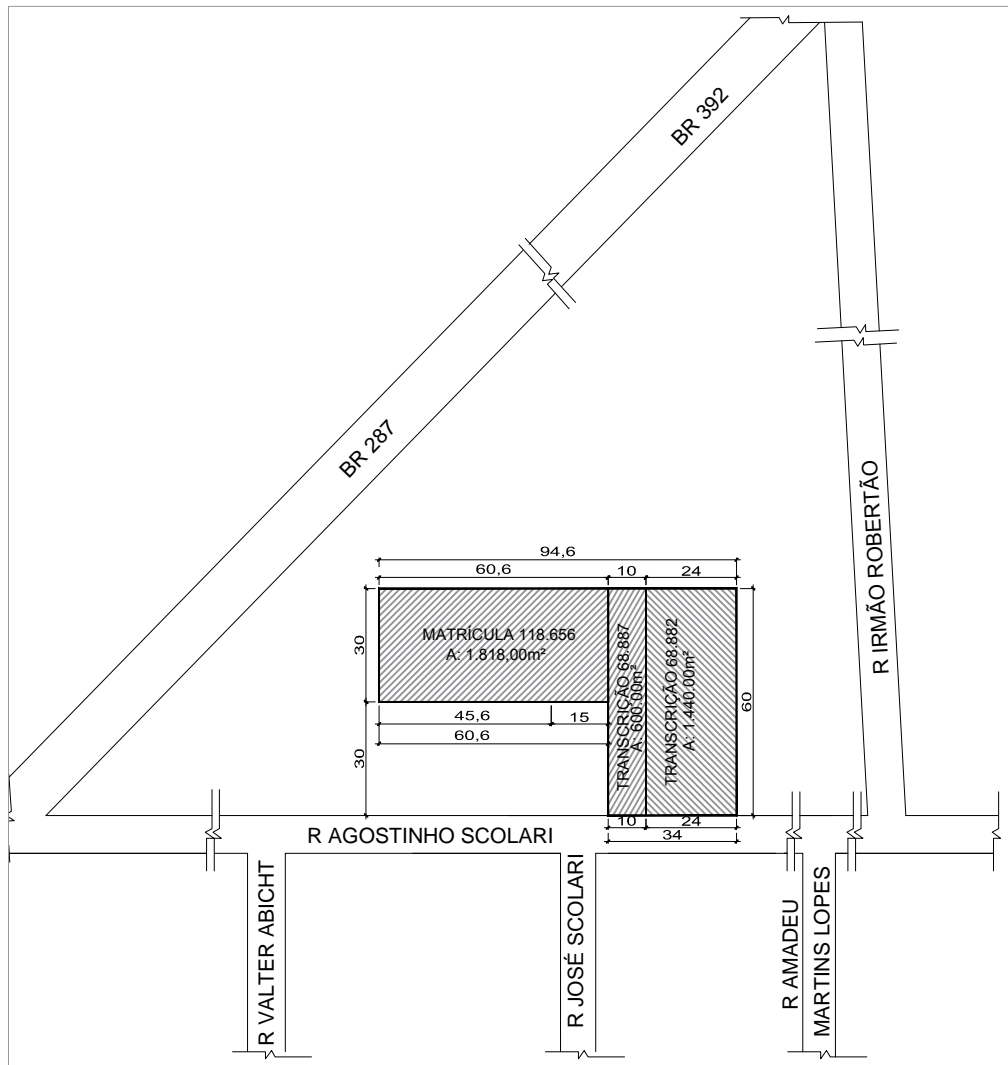 BR 392
BR 287
R IRMÃO ROBERTÃO
94,6
60,6
10
24
30
MATRÍCULA 118.656
A: 1.818,00m²
TRANSCRIÇÃO 68.887
A: 600.00m²
TRANSCRIÇÃO 68.882
A: 1.440.00m²
60
45,6
15
60,6
30
10
24
34
R AGOSTINHO SCOLARI
R VALTER ABICHT
R JOSÉ SCOLARI
R AMADEU
MARTINS LOPES